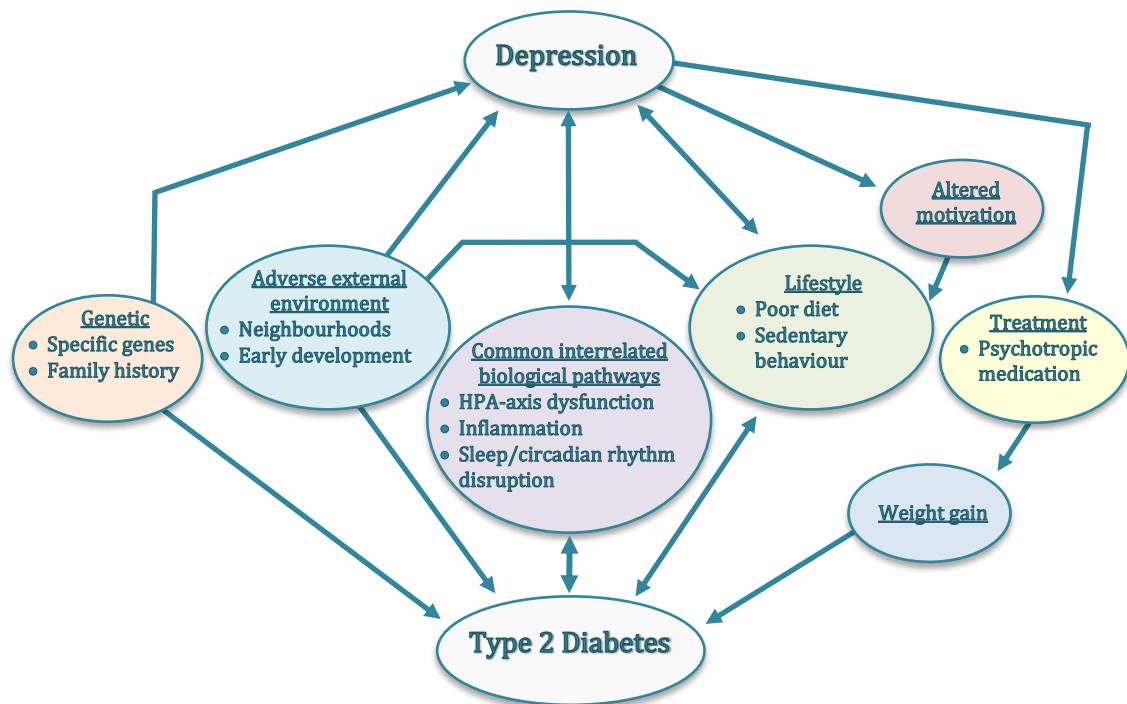 Depression
Altered
motivation
Adverse external
environment
• Neighbourhoods
• Early development
Lifestyle
• Poor diet
• Sedentary
behaviour
Genetic
• Specific genes
• Family history
Treatment
• Psychotropic
medication
Common interrelated
biological pathways
• HPA-axis dysfunction
• Inflammation
• Sleep/circadian rhythm
disruption
Weight gain
Type 2 Diabetes